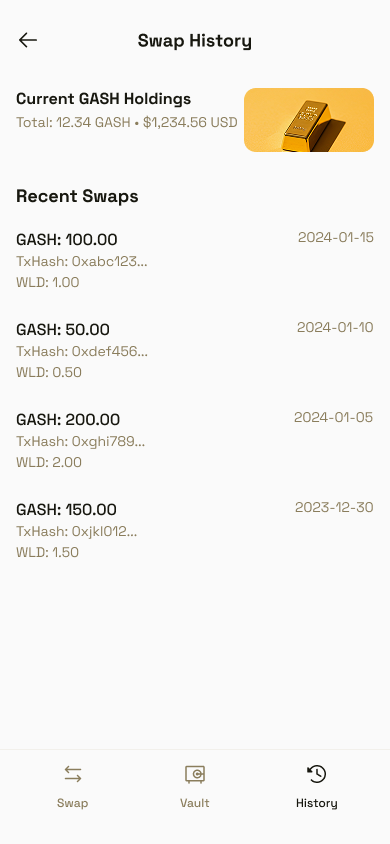 Swap History
Current GASH Holdings
Total: 12.34 GASH • $1,234.56 USD
Recent Swaps
GASH: 100.00
2024-01-15
TxHash: 0xabc123...
WLD: 1.00
GASH: 50.00
2024-01-10
TxHash: 0xdef456...
WLD: 0.50
GASH: 200.00
2024-01-05
TxHash: 0xghi789...
WLD: 2.00
GASH: 150.00
2023-12-30
TxHash: 0xjkl012...
WLD: 1.50
Swap
Vault
History